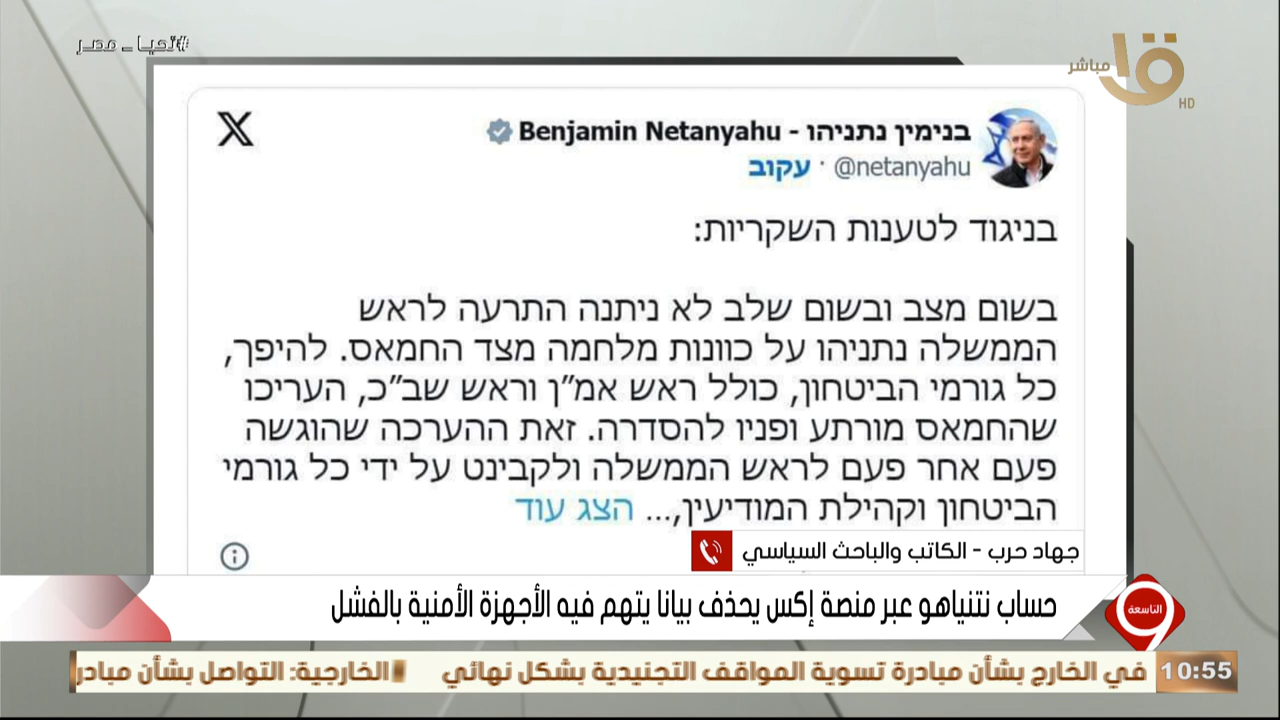 #تحيا_مصر
مباشر
HD
בנימין נתניהו - Benjamin Netanyahu
@netanyahu · עקוב
בניגוד לטענות השקריות:
בשום מצב ובשום שלב לא ניתנה התרעה לראש
הממשלה נתניהו על כוונות מלחמה מצד החמאס. להיפך,
כל גורמי הביטחון, כולל ראש אמ"ן וראש שב"כ, העריכו
שהחמאס מורתע ופניו להסדרה. זאת ההערכה שהוגשה
פעם אחר פעם לראש הממשלה ולקבינט על ידי כל גורמי
הביטחון וקהילת המודיעין,... הצג עוד
جهاد حرب - الكاتب والباحث السياسي
حساب نتنياهو عبر منصة إكس يحذف بيانا يتهم فيه الأجهزة الأمنية بالفشل
التاسعة
9
10:55
في الخارج بشأن مبادرة تسوية المواقف التجنيدية بشكل نهائي
الخارجية: التواصل بشأن